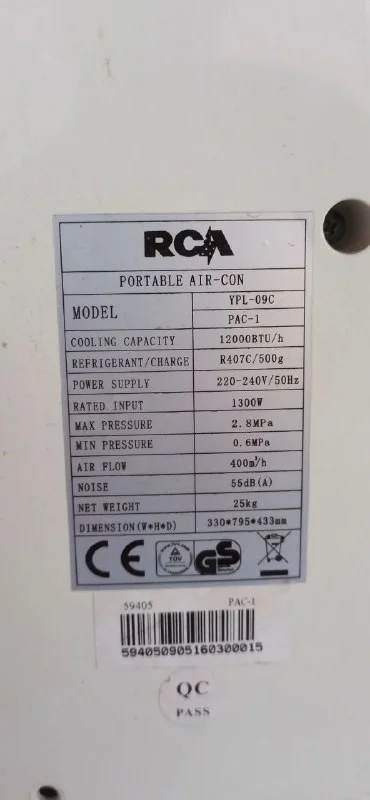 RCA
PORTABLE AIR-CON
MODEL YPL-09C
PAC-1
COOLING CAPACITY 12000BTU/h
REFRIGERANT/CHARGE R407C/500g
POWER SUPPLY 220-240V/50Hz
RATED INPUT 1300W
MAX PRESSURE 2.8MPa
MIN PRESSURE 0.6MPa
AIR FLOW 400m³/h
NOISE 55dB(A)
NET WEIGHT 25kg
DIMENSION(W*H*D) 330*795*433mm
CE TÜV GS
59405 PAC-1
594050905160300015
QC
PASS